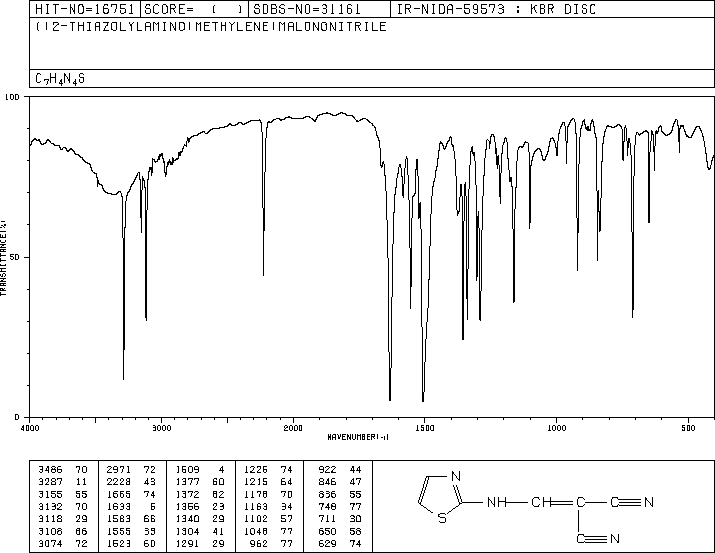 HIT-NO=16751 SCORE= ( ) SDBS-NO=31161 IR-NIDA-59573 : KBR DISC
((2-THIAZOLYLAMINO)METHYLENE)MALONONITRILE
C7H4N4S
100
50
0
TRANSMITTANCE(%)
4000 3000 2000 1500 1000 500
WAVENUMBER(-1)
3486 70 2971 72 1509 4 1226 74 922 44
3287 11 2228 43 1377 60 1215 64 846 47
3155 55 1665 74 1372 62 1178 70 836 55
3132 70 1633 5 1356 23 1163 34 748 77
3118 29 1583 66 1340 29 1102 57 711 30
3106 66 1555 33 1304 41 1048 77 650 58
3074 72 1523 60 1291 29 962 77 629 74
N
S
NH CH C C N
C N